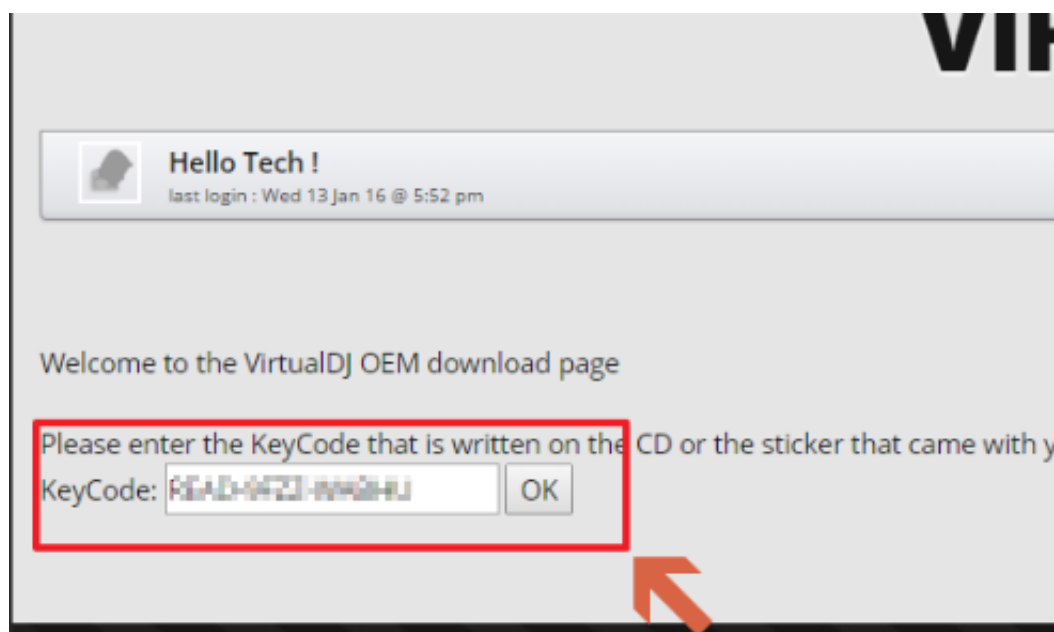 Hello Tech !
last login : Wed 13 Jan 16 @ 5:52 pm
Welcome to the VirtualDJ OEM download page
Please enter the KeyCode that is written on the CD or the sticker that came with
KeyCode:
OK